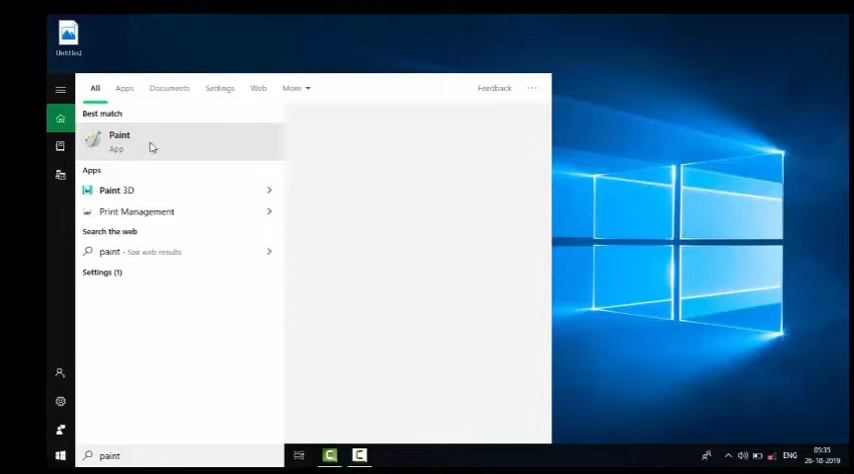 Untitled
All Apps Documents Settings Web More Feedback ...
Best match
Paint
App
Apps
Paint 3D
Print Management
Search the web
paint - See web results
Settings (1)
paint
ENG
05:35
26-10-2019